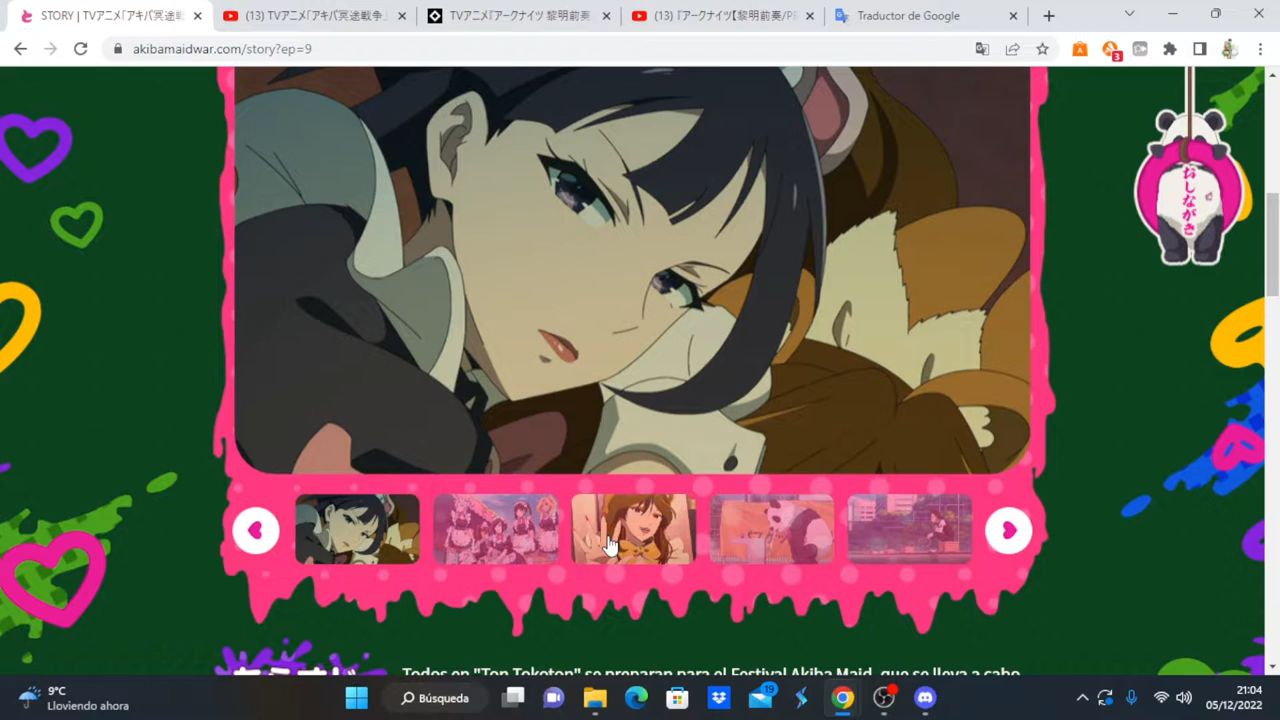 STORY | TVアニメ「アキバ冥途戦
(13) TVアニメ「アキバ冥途戦争」
TVアニメ『アークナイツ 黎明前奏
(13) 『アークナイツ【黎明前奏/PR
Traductor de Google
akibamaidwar.com/story?ep=9
3
おしながき
Todos en "Ton Tokoton" se preparan para el Festival Akiba Maid, que se lleva a cabo
9°C
Lloviendo ahora
Búsqueda
19
21:04
05/12/2022